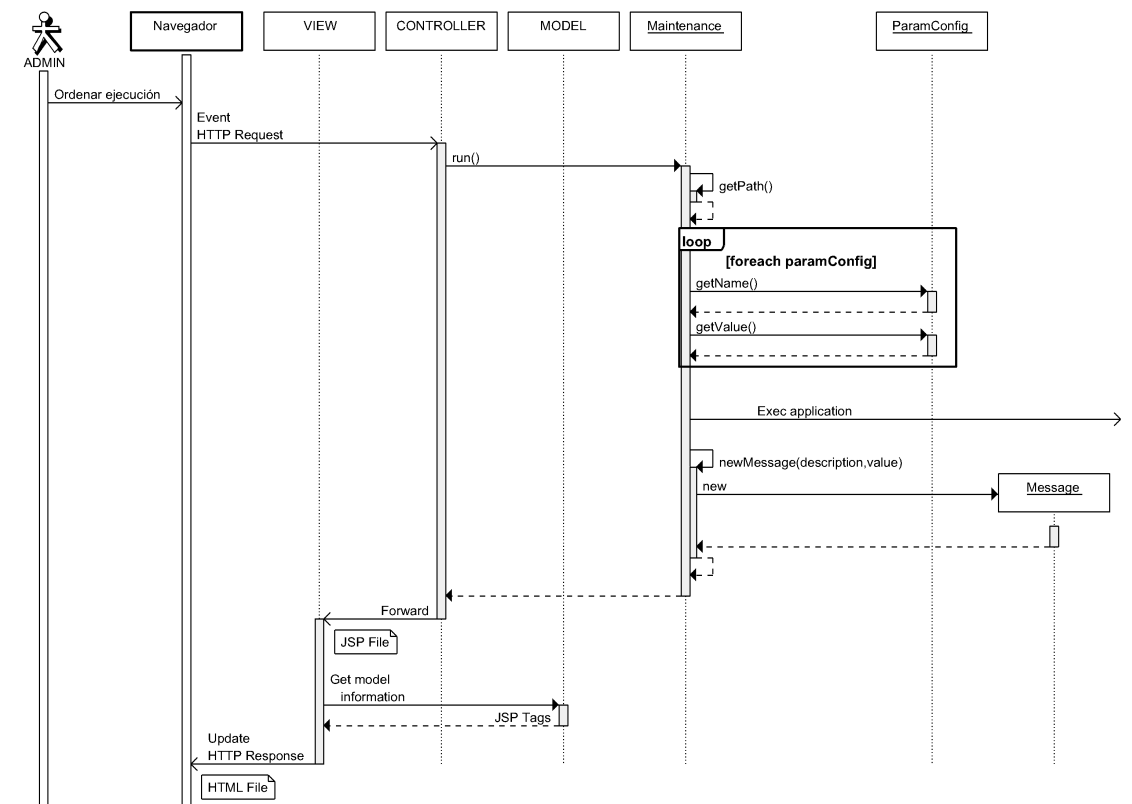 Navegador
VIEW
CONTROLLER
MODEL
Maintenance
ParamConfig
ADMIN
Ordenar ejecución
Event
HTTP Request
run()
getPath()
loop
[foreach paramConfig]
getName()
getValue()
Exec application
newMessage(description,value)
new
Message
Forward
JSP File
Get model
information
JSP Tags
Update
HTTP Response
HTML File